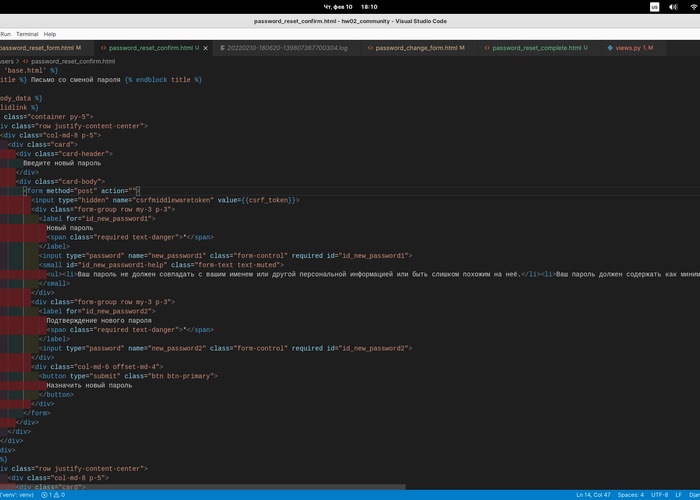 Чт, фев 10 18:10
us
password_reset_confirm.html - hw02_community - Visual Studio Code
Run Terminal Help
password_reset_form.html M password_reset_confirm.html U × 20220210-180620-139807367700304.log password_change_form.html M password_reset_complete.html U views.py 1, M
users > password_reset_confirm.html
'base.html' %}
title %} Письмо со сменой пароля {% endblock title %}
body_data %}
lidlink %}
class="container py-5">
iv class="row justify-content-center">
<div class="col-md-8 p-5">
<div class="card">
<div class="card-header">
Введите новый пароль
</div>
<div class="card-body">
<form method="post" action="">
<input type="hidden" name="csrfmiddlewaretoken" value={{csrf_token}}>
<div class="form-group row my-3 p-3">
<label for="id_new_password1">
Новый пароль
<span class="required text-danger">*</span>
</label>
<input type="password" name="new_password1" class="form-control" required id="id_new_password1">
<small id="id_new_password1-help" class="form-text text-muted">
<ul><li>Ваш пароль не должен совпадать с вашим именем или другой персональной информацией или быть слишком похожим на неё.</li><li>Ваш пароль должен содержать как миним
</small>
</div>
<div class="form-group row my-3 p-3">
<label for="id_new_password2">
Подтверждение нового пароля
<span class="required text-danger">*</span>
</label>
<input type="password" name="new_password2" class="form-control" required id="id_new_password2">
</div>
<div class="col-md-6 offset-md-4">
<button type="submit" class="btn btn-primary">
Назначить новый пароль
</button>
</div>
</form>
</div>
</div>
</div>
div>
%}
iv class="row justify-content-center">
<div class="col-md-8 p-5">
<div class="card">
('venv': venv) 1 0 Ln 14, Col 47 Spaces: 4 UTF-8 LF